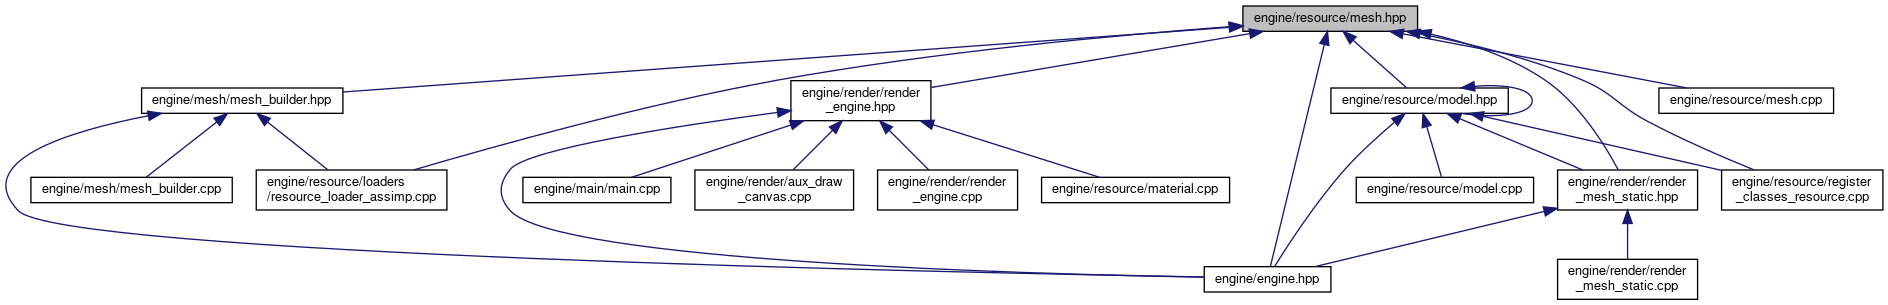 engine/resource/mesh.hpp
engine/mesh/mesh_builder.hpp
engine/render/render
_engine.hpp
engine/resource/model.hpp
engine/resource/mesh.cpp
engine/mesh/mesh_builder.cpp
engine/resource/loaders
/resource_loader_assimp.cpp
engine/main/main.cpp
engine/render/aux_draw
_canvas.cpp
engine/render/render
_engine.cpp
engine/resource/material.cpp
engine/resource/model.cpp
engine/render/render
_mesh_static.hpp
engine/resource/register
_classes_resource.cpp
engine/engine.hpp
engine/render/render
_mesh_static.cpp